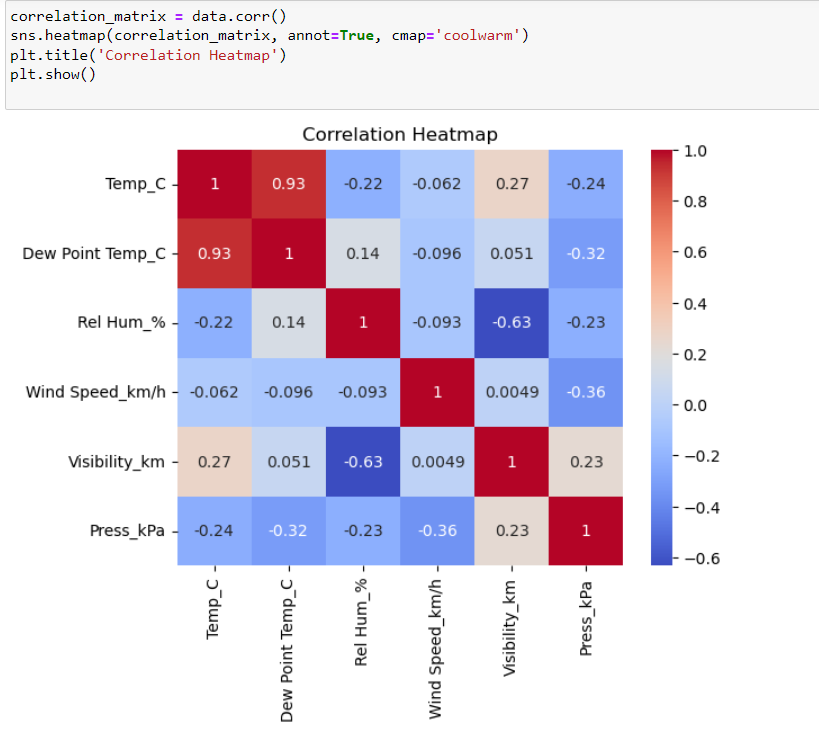 correlation_matrix = data.corr()
sns.heatmap(correlation_matrix, annot=True, cmap='coolwarm')
plt.title('Correlation Heatmap')
plt.show()
Correlation Heatmap
Temp_C 1 0.93 -0.22 -0.062 0.27 -0.24
Dew Point Temp_C 0.93 1 0.14 -0.096 0.051 -0.32
Rel Hum_% -0.22 0.14 1 -0.093 -0.63 -0.23
Wind Speed_km/h -0.062 -0.096 -0.093 1 0.0049 -0.36
Visibility_km 0.27 0.051 -0.63 0.0049 1 0.23
Press_kPa -0.24 -0.32 -0.23 -0.36 0.23 1
Temp_C
Dew Point Temp_C
Rel Hum_%
Wind Speed_km/h
Visibility_km
Press_kPa
1.0
0.8
0.6
0.4
0.2
0.0
−0.2
−0.4
−0.6